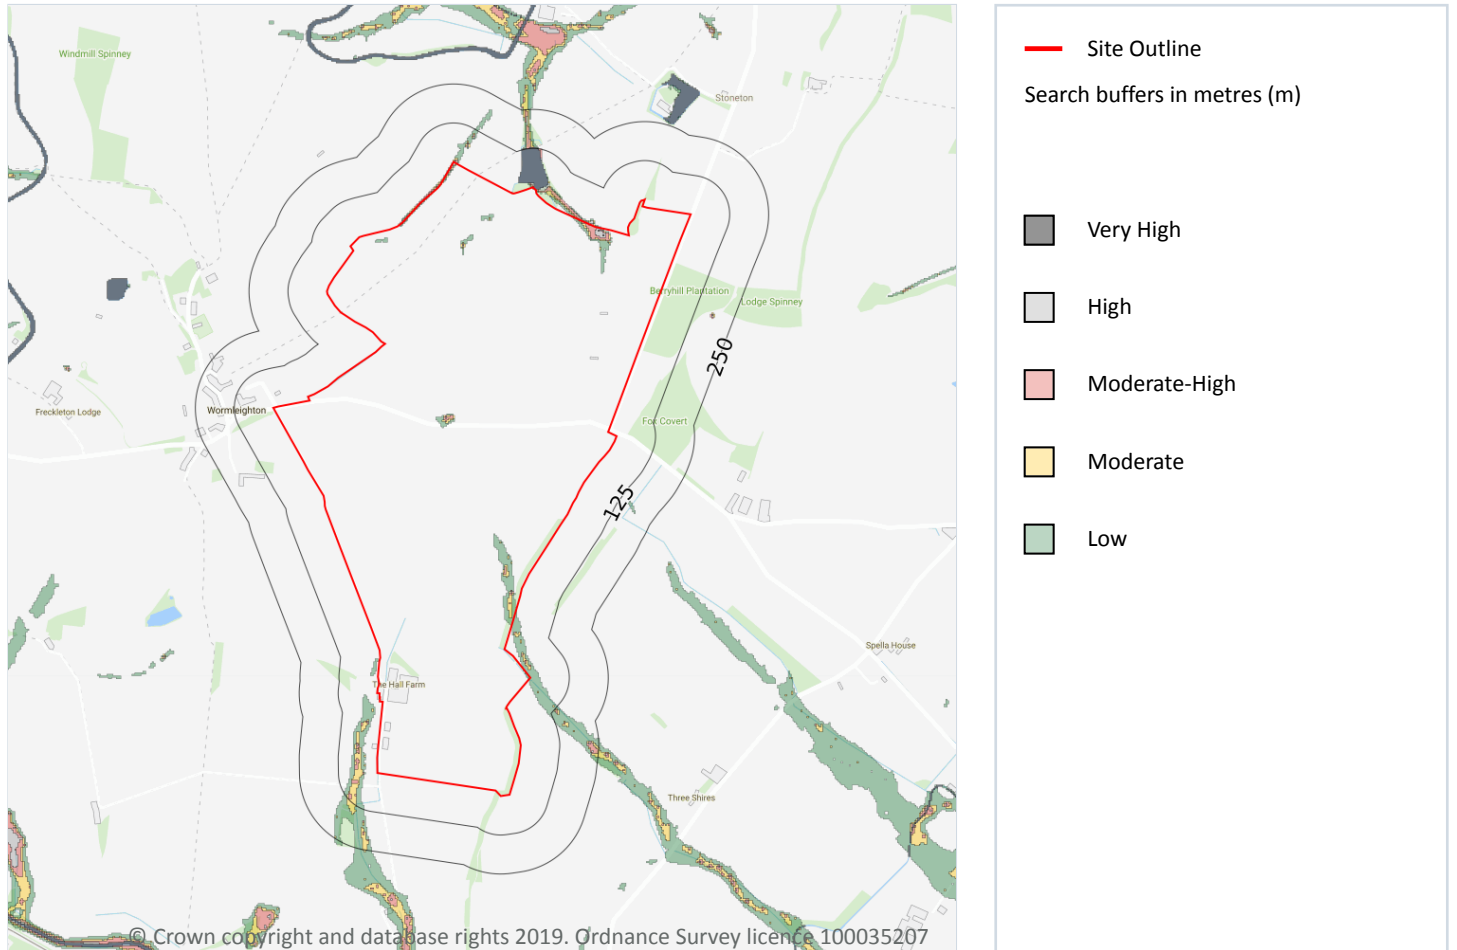 Windmill Spinney
Stoneton
Berryhill Plantation
Lodge Spinney
250
Freckleton Lodge
Wormleighton
Fox Covert
125
Spella House
The Hall Farm
Three Shires
© Crown copyright and database rights 2019. Ordnance Survey licence 100035207
Site Outline
Search buffers in metres (m)
Very High
High
Moderate-High
Moderate
Low